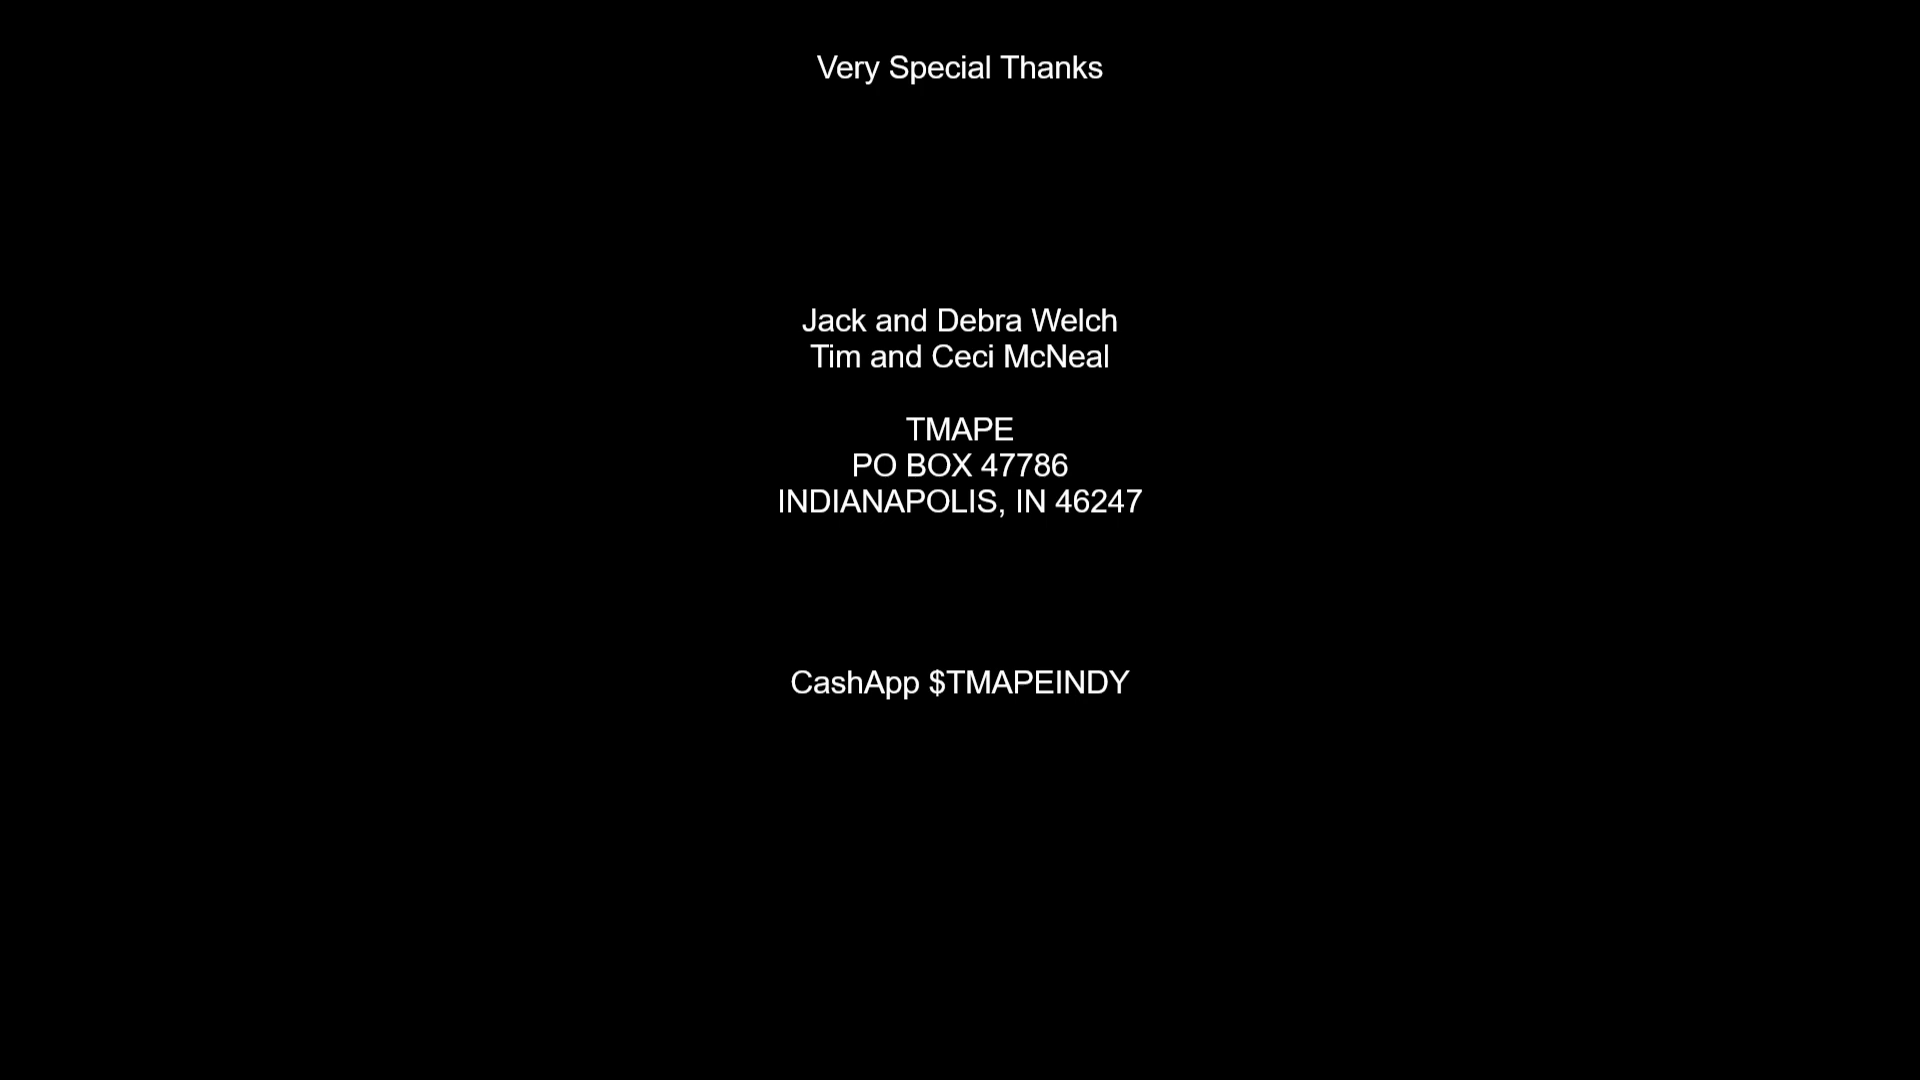 Very Special Thanks
Jack and Debra Welch
Tim and Ceci McNeal
TMAPE
PO BOX 47786
INDIANAPOLIS, IN 46247
CashApp $TMAPEINDY